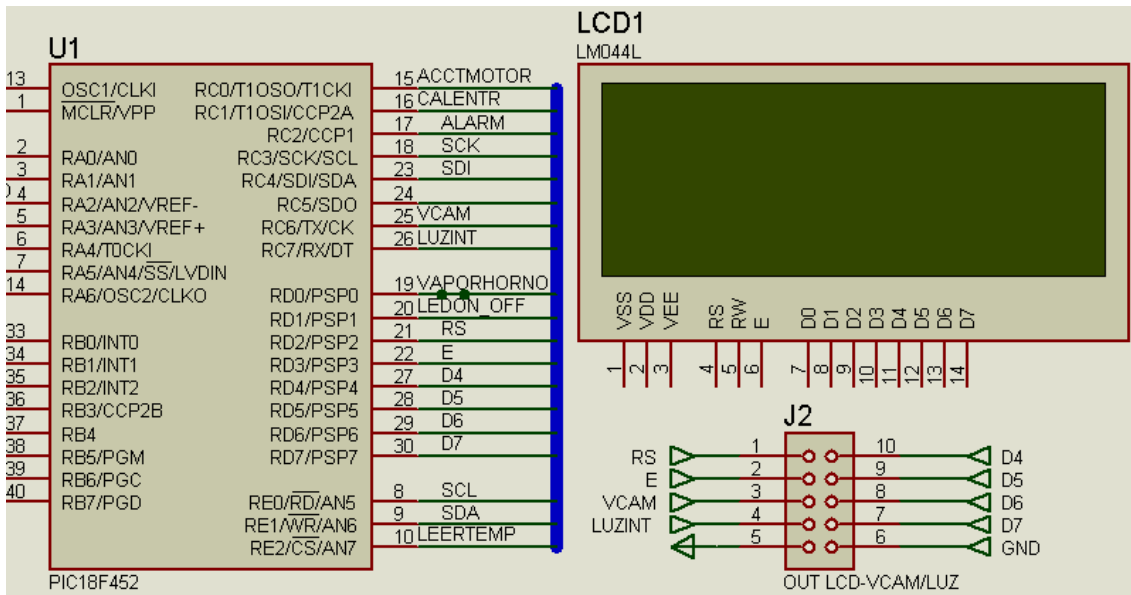 U1
13 OSC1/CLKI
1 MCLR/VPP
2 RA0/AN0
3 RA1/AN1
4 RA2/AN2/VREF-
5 RA3/AN3/VREF+
6 RA4/T0CKI
7 RA5/AN4/SS/LVDIN
14 RA6/OSC2/CLKO
33 RB0/INT0
34 RB1/INT1
35 RB2/INT2
36 RB3/CCP2B
37 RB4
38 RB5/PGM
39 RB6/PGC
40 RB7/PGD
RC0/T1OSO/T1CKI 15 ACCTMOTOR
RC1/T1OSI/CCP2A 16 CALENTR
RC2/CCP1 17 ALARM
RC3/SCK/SCL 18 SCK
RC4/SDI/SDA 23 SDI
RC5/SDO 24
RC6/TX/CK 25 VCAM
RC7/RX/DT 26 LUZINT
RD0/PSP0 19 VAPORHORNO
RD1/PSP1 20 LEDON_OFF
RD2/PSP2 21 RS
RD3/PSP3 22 E
RD4/PSP4 27 D4
RD5/PSP5 28 D5
RD6/PSP6 29 D6
RD7/PSP7 30 D7
RE0/RD/AN5 8 SCL
RE1/WR/AN6 9 SDA
RE2/CS/AN7 10 LEERTEMP
PIC18F452
LCD1
LM044L
VSS VDD VEE RS RW E D0 D1 D2 D3 D4 D5 D6 D7
1 2 3 4 5 6 7 8 9 10 11 12 13 14
J2
RS 1 10 D4
E 2 9 D5
VCAM 3 8 D6
LUZINT 4 7 D7
5 6 GND
OUT LCD-VCAM/LUZ